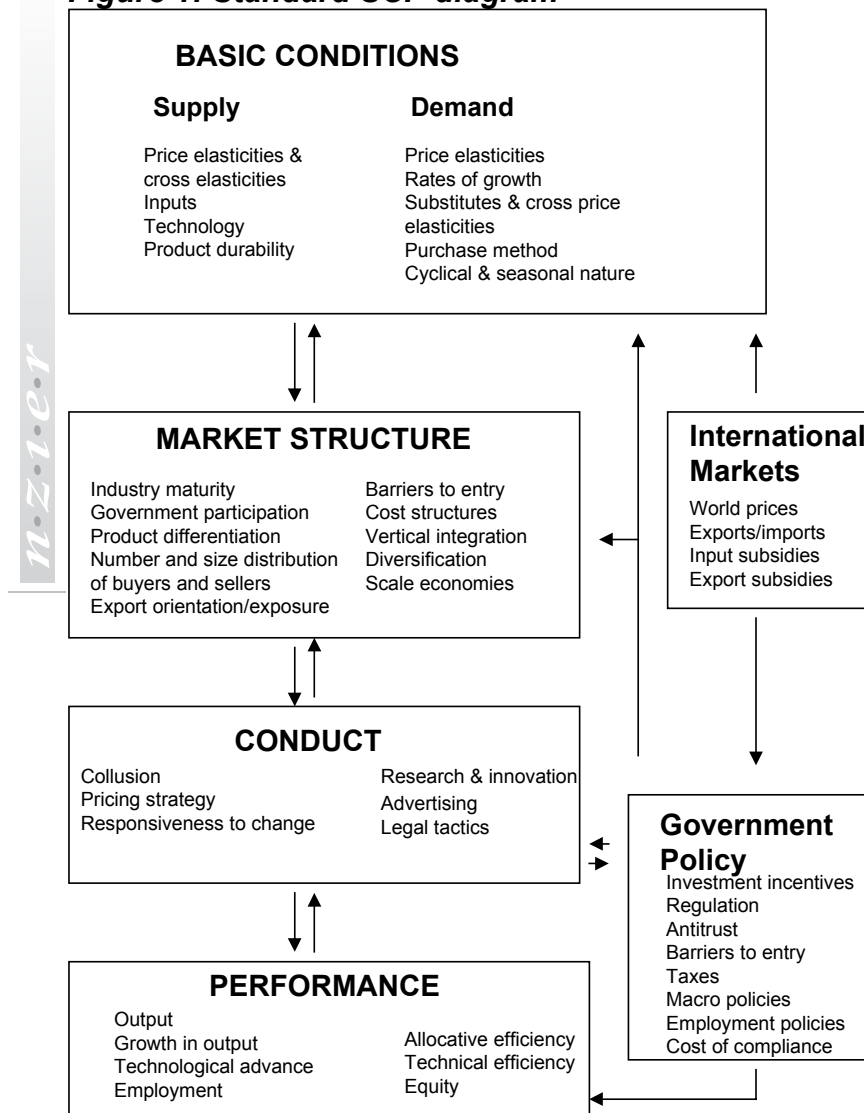 Figure 1: Standard SCP diagram
BASIC CONDITIONS
Supply
Price elasticities &
cross elasticities
Inputs
Technology
Product durability
Demand
Price elasticities
Rates of growth
Substitutes & cross price
elasticities
Purchase method
Cyclical & seasonal nature
n•z•i•e•r
MARKET STRUCTURE
Industry maturity
Government participation
Product differentiation
Number and size distribution
of buyers and sellers
Export orientation/exposure
Barriers to entry
Cost structures
Vertical integration
Diversification
Scale economies
International
Markets
World prices
Exports/imports
Input subsidies
Export subsidies
CONDUCT
Collusion
Pricing strategy
Responsiveness to change
Research & innovation
Advertising
Legal tactics
Government
Policy
Investment incentives
Regulation
Antitrust
Barriers to entry
Taxes
Macro policies
Employment policies
Cost of compliance
PERFORMANCE
Output
Growth in output
Technological advance
Employment
Allocative efficiency
Technical efficiency
Equity